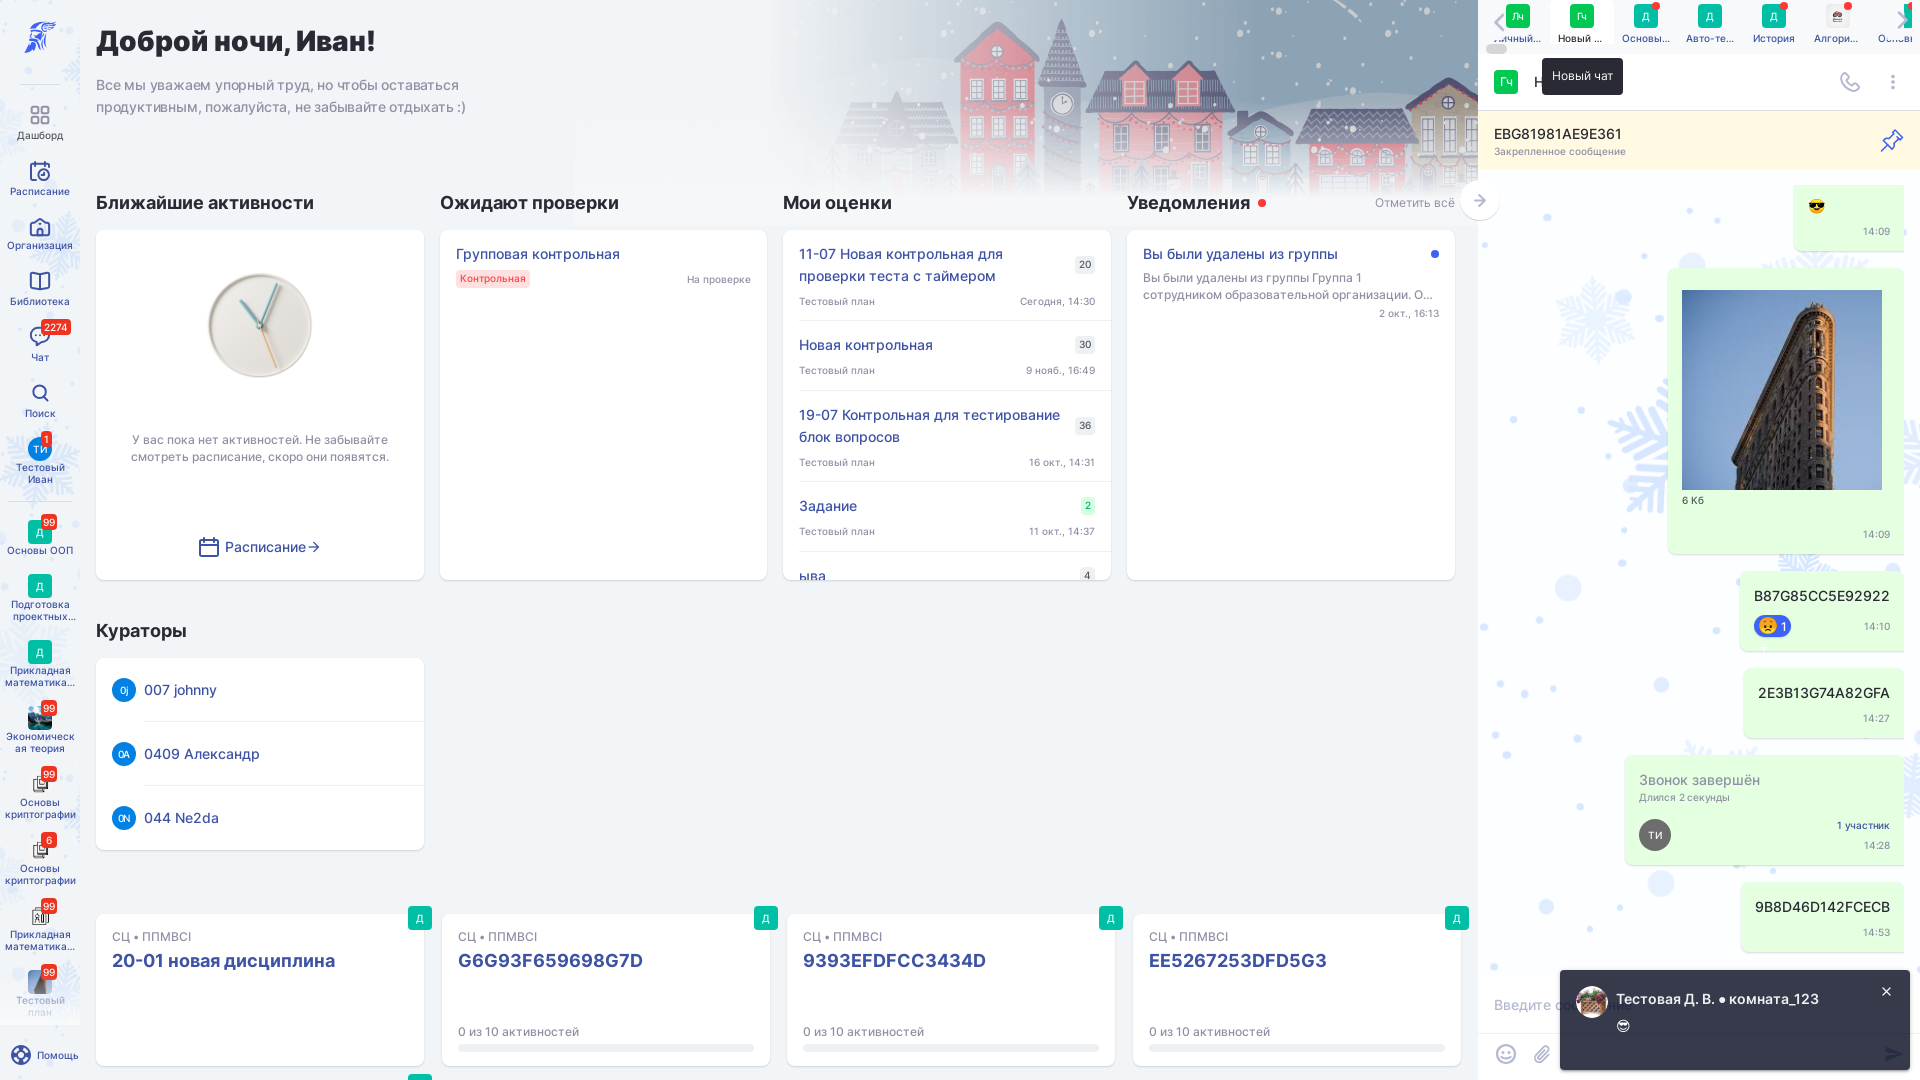 Дашборд
Расписание
Организация
Библиотека
2274
Чат
Поиск
ТИ
1
Тестовый
Иван
99
Д
Основы ООП
Д
Подготовка
проектных...
Д
Прикладная
математика...
99
Экономическ
ая теория
99
Основы
криптографии
6
Основы
криптографии
99
Прикладная
математика...
99
Тестовый
план
Помощь
Доброй ночи, Иван!
Все мы уважаем упорный труд, но чтобы оставаться
продуктивным, пожалуйста, не забывайте отдыхать :)
Ближайшие активности
У вас пока нет активностей. Не забывайте
смотреть расписание, скоро они появятся.
Расписание
Ожидают проверки
Групповая контрольная
Контрольная
На проверке
Мои оценки
11-07 Новая контрольная для
проверки теста с таймером
20
Тестовый план
Сегодня, 14:30
Новая контрольная
30
Тестовый план
9 нояб., 16:49
19-07 Контрольная для тестирование
блок вопросов
36
Тестовый план
16 окт., 14:31
Задание
2
Тестовый план
11 окт., 14:37
ыва
4
Уведомления
Отметить всё
Вы были удалены из группы
Вы были удалены из группы Группа 1
сотрудником образовательной организации. О...
2 окт., 16:13
Кураторы
0j
007 johnny
0А
0409 Александр
0N
044 Ne2da
Д
СЦ • ППМВСІ
20-01 новая дисциплина
Д
СЦ • ППМВСІ
G6G93F659698G7D
0 из 10 активностей
Д
СЦ • ППМВСІ
9393EFDFCC3434D
0 из 10 активностей
Д
СЦ • ППМВСІ
EE5267253DFD5G3
0 из 10 активностей
Лч
Личный...
Гч
Новый ...
Д
Основы...
Д
Авто-те...
Д
История
Алгори...
Гч
Новый чат
EBG81981AE9E361
Закрепленное сообщение
14:09
6 Кб
14:09
B87G85CC5E92922
1
14:10
2E3B13G74A82GFA
14:27
Звонок завершён
Длился 2 секунды
ТИ
1 участник
14:28
9B8D46D142FCECB
14:53
Введите
Тестовая Д. В. • комната_123